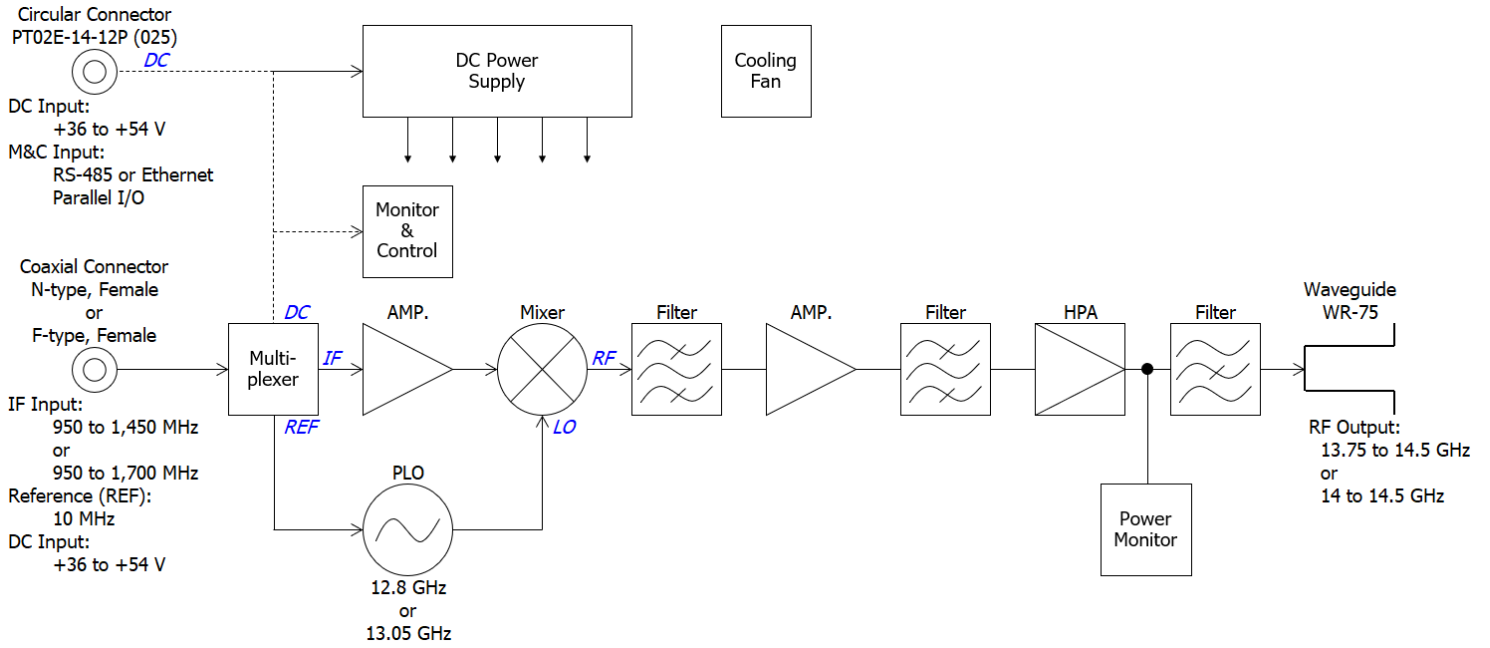 Circular Connector
PT02E-14-12P (025)
DC
DC Input:
+36 to +54 V
M&C Input:
RS-485 or Ethernet
Parallel I/O
DC Power
Supply
Cooling
Fan
Monitor
&
Control
Coaxial Connector
N-type, Female
or
F-type, Female
IF Input:
950 to 1,450 MHz
or
950 to 1,700 MHz
Reference (REF):
10 MHz
DC Input:
+36 to +54 V
DC
Multi-
plexer
IF
REF
AMP.
Mixer
RF
LO
PLO
12.8 GHz
or
13.05 GHz
Filter
AMP.
Filter
HPA
Power
Monitor
Filter
Waveguide
WR-75
RF Output:
13.75 to 14.5 GHz
or
14 to 14.5 GHz